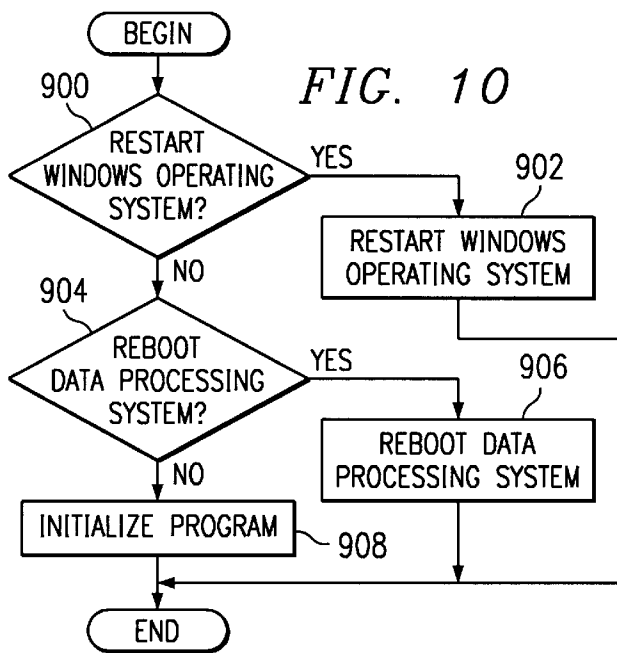 BEGIN
FIG. 10
900
RESTART
WINDOWS OPERATING
SYSTEM?
YES
902
RESTART WINDOWS
OPERATING SYSTEM
NO
904
REBOOT
DATA PROCESSING
SYSTEM?
YES
906
REBOOT DATA
PROCESSING SYSTEM
NO
INITIALIZE PROGRAM
908
END